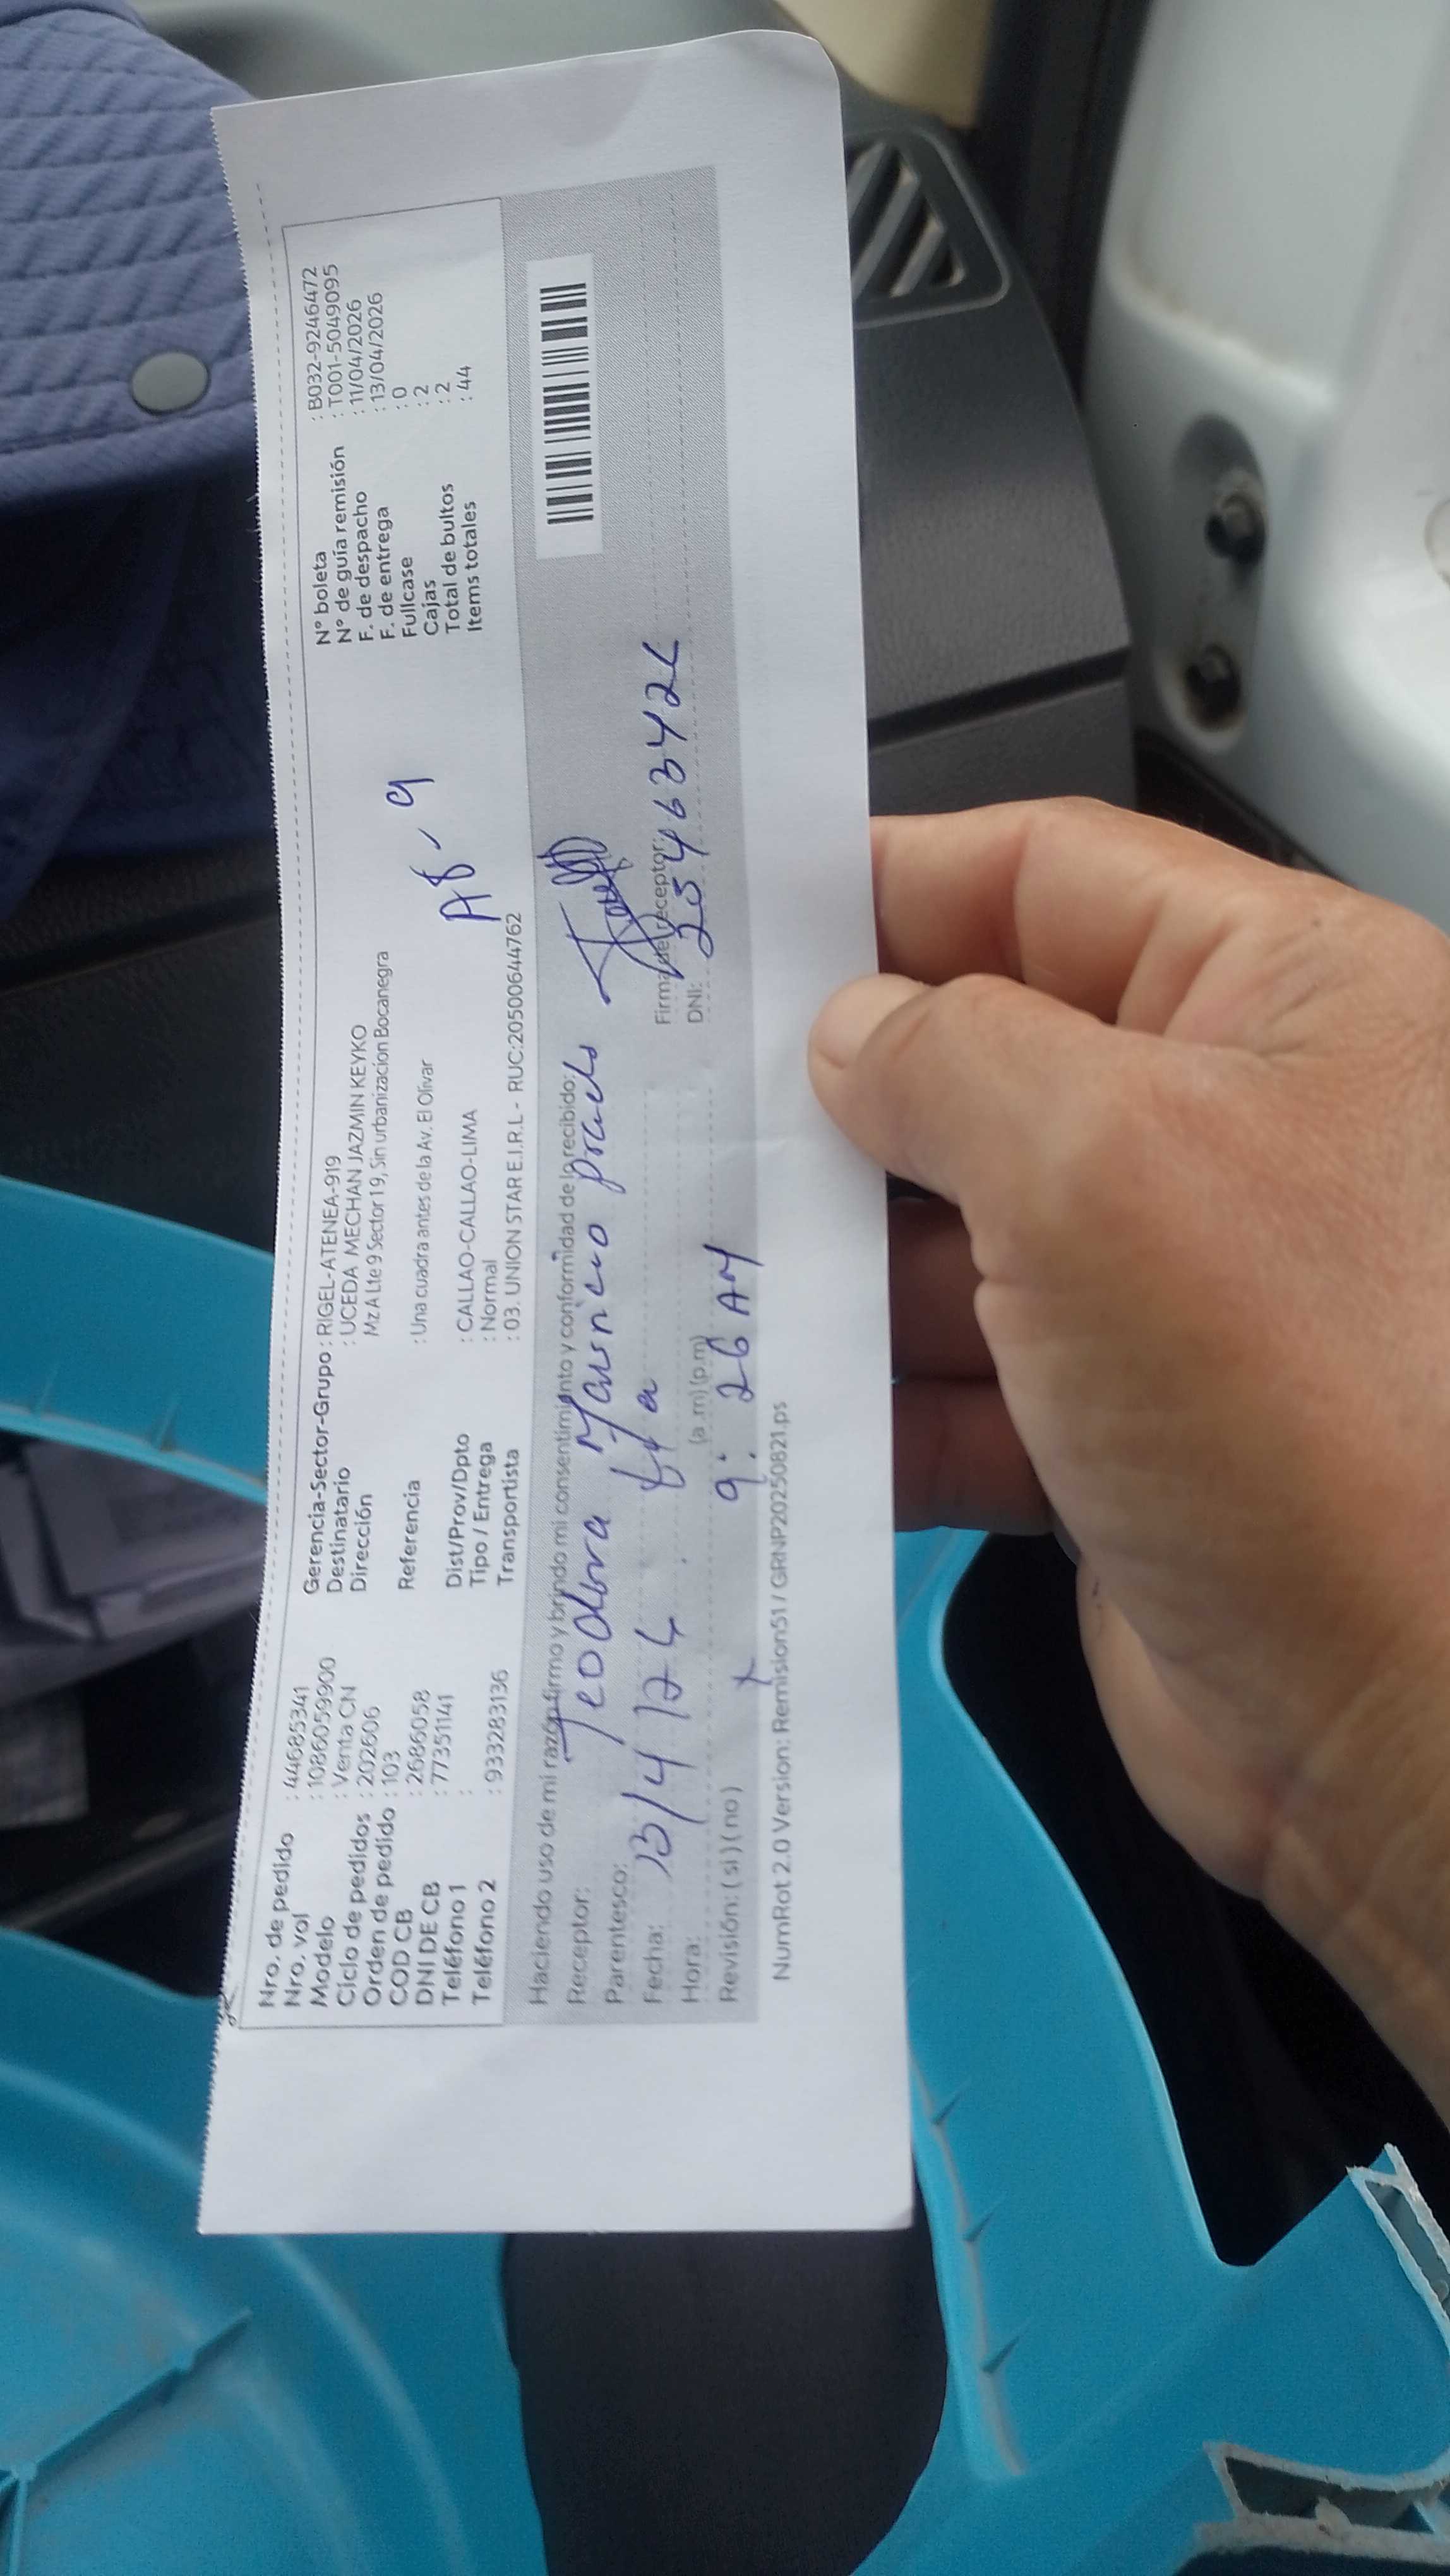 Nro. de pedido : 44685341
Nro. vol : 1086059900
Modelo : Venta CN
Ciclo de pedidos : 202606
Orden de pedido : 103
COD CB : 2686058
DNI DE CB : 77351141
Teléfono 1 :
Teléfono 2 : 933283136
Gerencia-Sector-Grupo : RIGEL-ATENEA-919
Destinatario : UCEDA MECHAN JAZMIN KEYKO
Dirección Mz A Lte 9 Sector 19, Sin urbanizacion Bocanegra
Referencia : Una cuadra antes de la Av. El Olivar
Dist/Prov/Dpto : CALLAO-CALLAO-LIMA
Tipo / Entrega : Normal
Transportista : 03. UNION STAR E.I.R.L - RUC:20500644762
A8-9
N° boleta : B032-9246472
N° de guía remisión : T001-5049095
F. de despacho : 11/04/2026
F. de entrega : 13/04/2026
Fullcase : 0
Cajas : 2
Total de bultos : 2
Items totales : 44
Haciendo uso de mi razón firmo y brindo mi consentimiento y conformidad de lo recibido:
Receptor: Teodora
Parentesco:
Fecha: 13/4/26
Hora: 9:26 AM (a.m) (p.m)
Revisión: ( si ) ( no )
Firma del receptor:
DNI:
NumRot 2.0 Version: Remision51 / GRNP20250821.ps